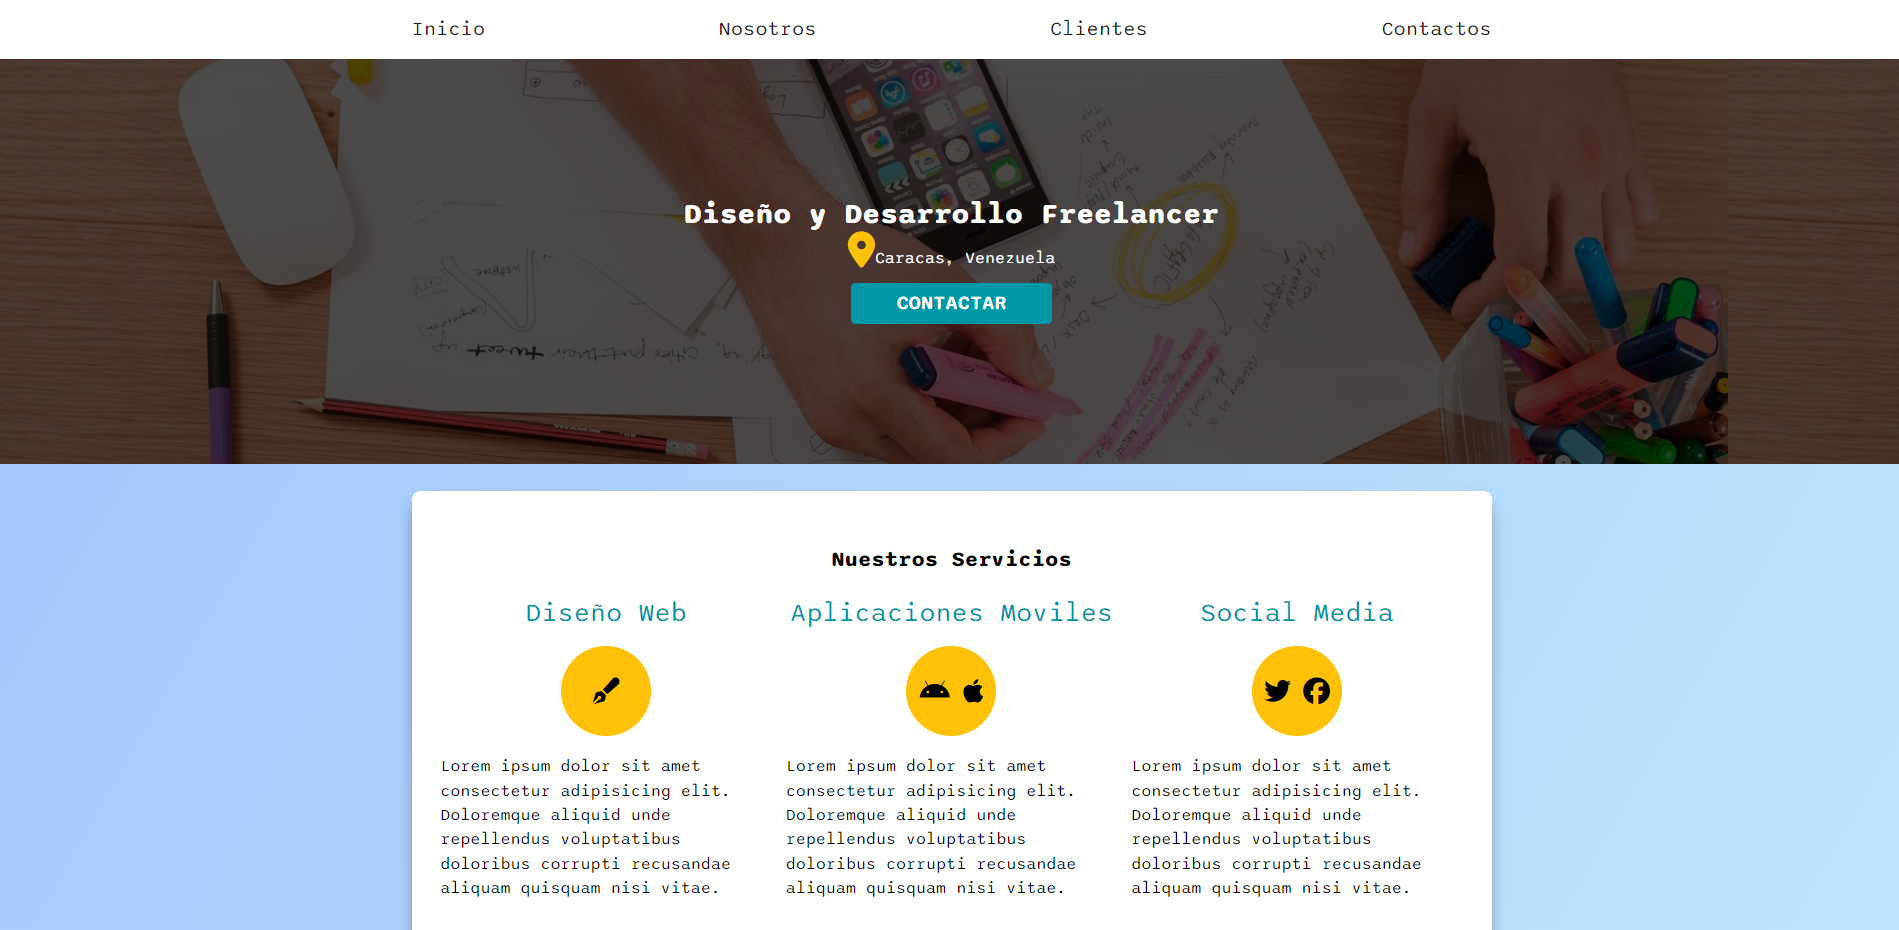 Inicio Nosotros Clientes Contactos
Diseño y Desarrollo Freelancer
Caracas, Venezuela
CONTACTAR
Nuestros Servicios
Diseño Web
Lorem ipsum dolor sit amet
consectetur adipisicing elit.
Doloremque aliquid unde
repellendus voluptatibus
doloribus corrupti recusandae
aliquam quisquam nisi vitae.
Aplicaciones Moviles
Lorem ipsum dolor sit amet
consectetur adipisicing elit.
Doloremque aliquid unde
repellendus voluptatibus
doloribus corrupti recusandae
aliquam quisquam nisi vitae.
Social Media
Lorem ipsum dolor sit amet
consectetur adipisicing elit.
Doloremque aliquid unde
repellendus voluptatibus
doloribus corrupti recusandae
aliquam quisquam nisi vitae.